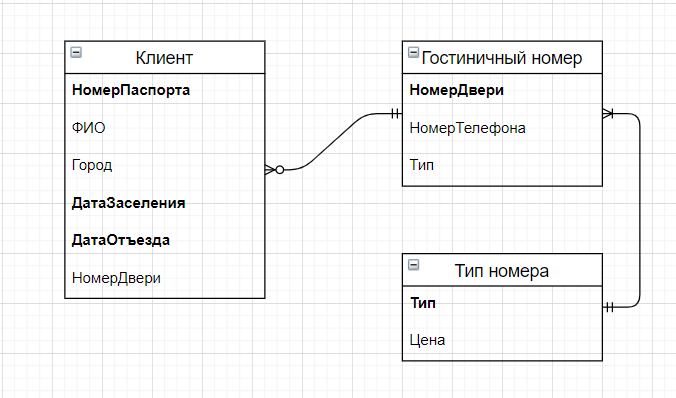 Клиент
НомерПаспорта
ФИО
Город
ДатаЗаселения
ДатаОтъезда
НомерДвери
Гостиничный номер
НомерДвери
НомерТелефона
Тип
Тип номера
Тип
Цена